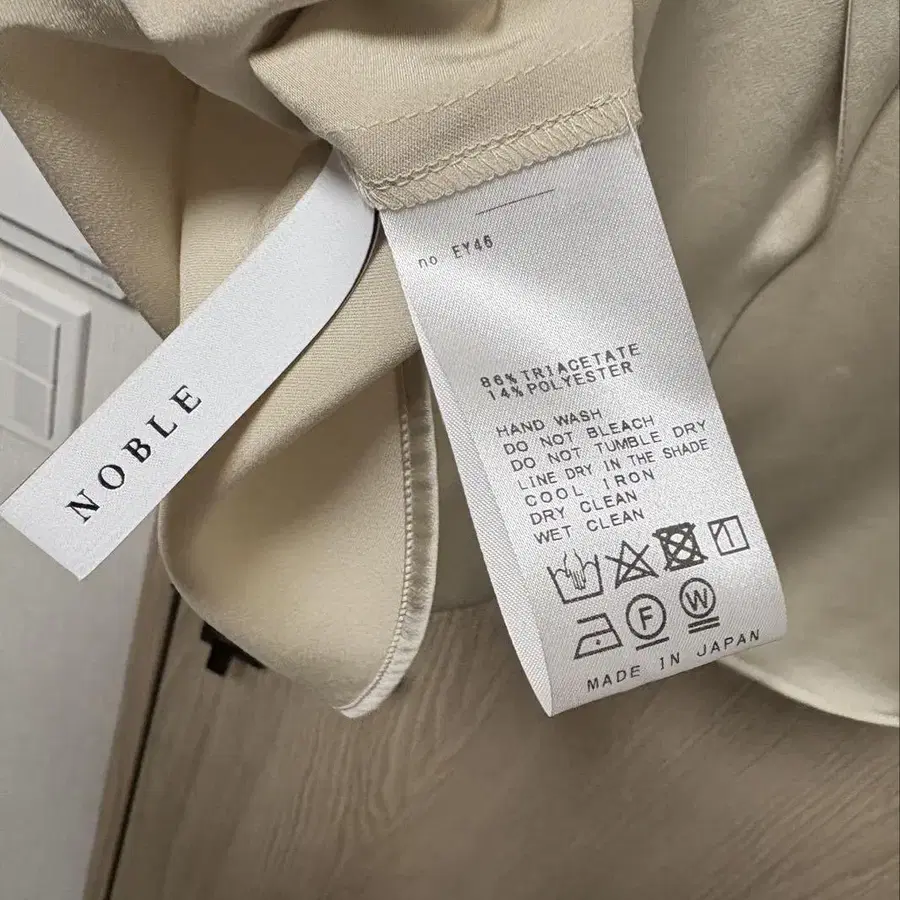 NOBLE
no EY46
86% TRIACETATE
14% POLYESTER
HAND WASH
DO NOT BLEACH
DO NOT TUMBLE DRY
LINE DRY IN THE SHADE
COOL IRON
DRY CLEAN
WET CLEAN
F W
MADE IN JAPAN